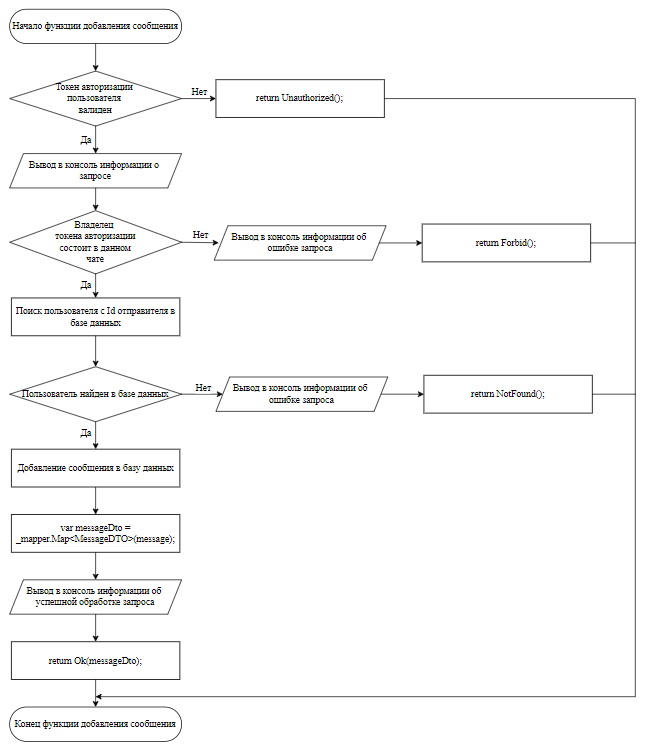 Начало функции добавления сообщения
Токен авторизации
пользователя
валиден
Нет
return Unauthorized();
Да
Вывод в консоль информации о
запросе
Владелец
токена авторизации
состоит в данном
чате
Нет
Вывод в консоль информации об
ошибке запроса
return Forbid();
Да
Поиск пользователя с Id отправителя в
базе данных
Пользователь найден в базе данных
Нет
Вывод в консоль информации об
ошибке запроса
return NotFound();
Да
Добавление сообщения в базу данных
var messageDto =
_mapper.Map<MessageDTO>(message);
Вывод в консоль информации об
успешной обработке запроса
return Ok(messageDto);
Конец функции добавления сообщения